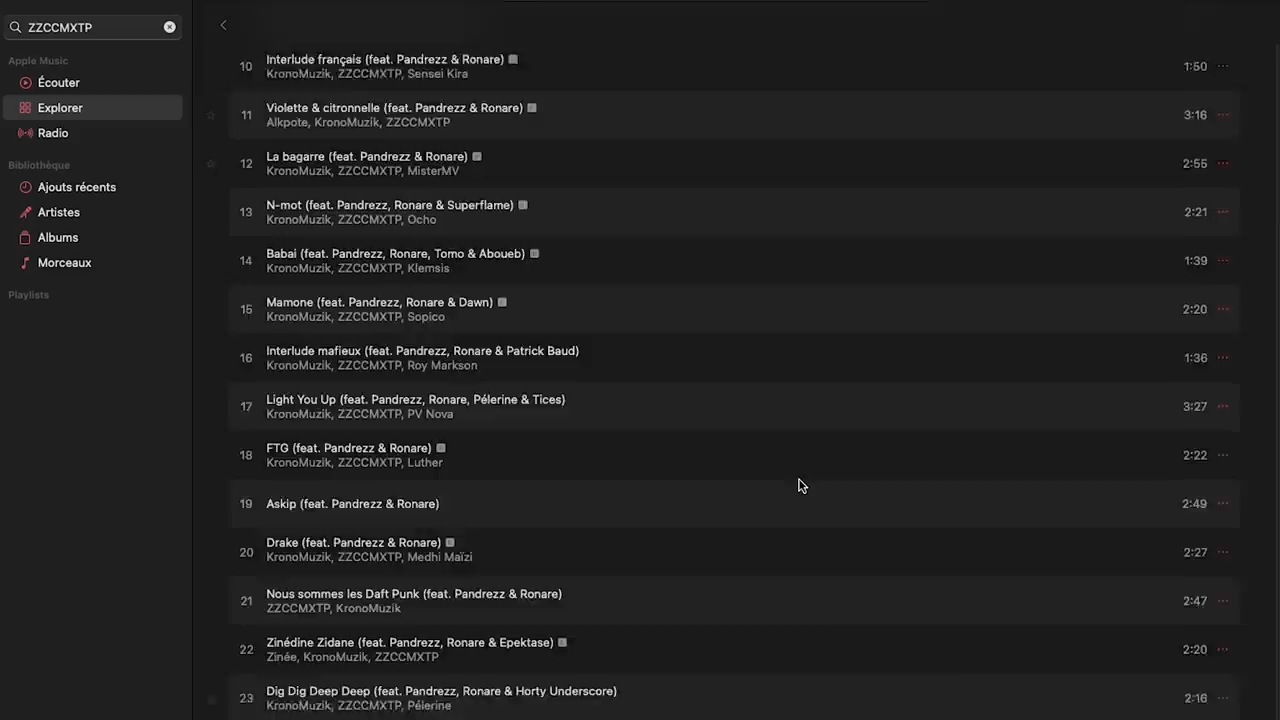 ZZCCMXTP
Apple Music
Écouter
Explorer
Radio
Bibliothèque
Ajouts récents
Artistes
Albums
Morceaux
Playlists
10 Interlude français (feat. Pandrezz & Ronare) 1:50
KronoMuzik, ZZCCMXTP, Sensei Kira
11 Violette & citronnelle (feat. Pandrezz & Ronare) 3:16
Alkpote, KronoMuzik, ZZCCMXTP
12 La bagarre (feat. Pandrezz & Ronare) 2:55
KronoMuzik, ZZCCMXTP, MisterMV
13 N-mot (feat. Pandrezz, Ronare & Superflame) 2:21
KronoMuzik, ZZCCMXTP, Ocho
14 Babai (feat. Pandrezz, Ronare, Tomo & Aboueb) 1:39
KronoMuzik, ZZCCMXTP, Klemsis
15 Mamone (feat. Pandrezz, Ronare & Dawn) 2:20
KronoMuzik, ZZCCMXTP, Sopico
16 Interlude mafieux (feat. Pandrezz, Ronare & Patrick Baud) 1:36
KronoMuzik, ZZCCMXTP, Roy Markson
17 Light You Up (feat. Pandrezz, Ronare, Pélerine & Tices) 3:27
KronoMuzik, ZZCCMXTP, PV Nova
18 FTG (feat. Pandrezz & Ronare) 2:22
KronoMuzik, ZZCCMXTP, Luther
19 Askip (feat. Pandrezz & Ronare) 2:49
20 Drake (feat. Pandrezz & Ronare) 2:27
KronoMuzik, ZZCCMXTP, Medhi Maïzi
21 Nous sommes les Daft Punk (feat. Pandrezz & Ronare) 2:47
ZZCCMXTP, KronoMuzik
22 Zinédine Zidane (feat. Pandrezz, Ronare & Epektase) 2:20
Zinée, KronoMuzik, ZZCCMXTP
23 Dig Dig Deep Deep (feat. Pandrezz, Ronare & Horty Underscore) 2:16
KronoMuzik, ZZCCMXTP, Pélerine